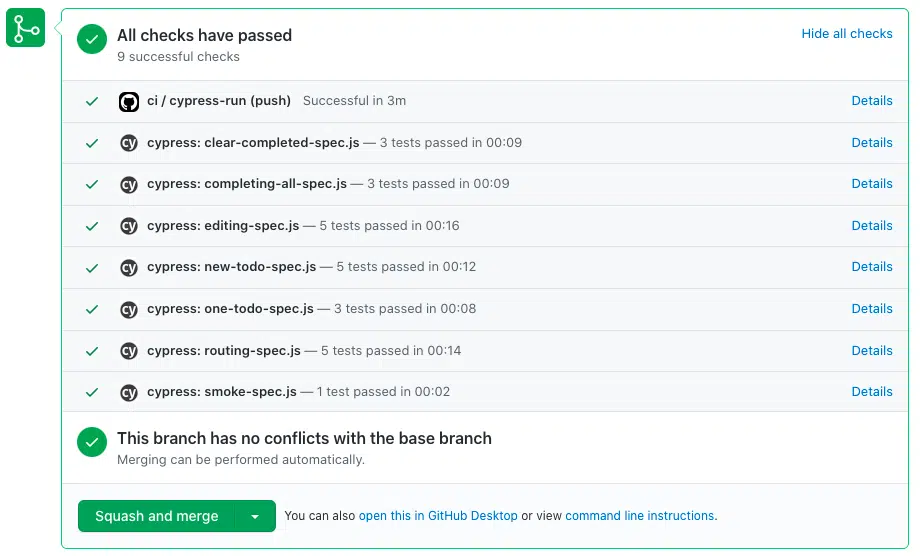 All checks have passed
Hide all checks
9 successful checks
ci / cypress-run (push) Successful in 3m Details
cy cypress: clear-completed-spec.js — 3 tests passed in 00:09 Details
cy cypress: completing-all-spec.js — 3 tests passed in 00:09 Details
cy cypress: editing-spec.js — 5 tests passed in 00:16 Details
cy cypress: new-todo-spec.js — 5 tests passed in 00:12 Details
cy cypress: one-todo-spec.js — 3 tests passed in 00:08 Details
cy cypress: routing-spec.js — 5 tests passed in 00:14 Details
cy cypress: smoke-spec.js — 1 test passed in 00:02 Details
This branch has no conflicts with the base branch
Merging can be performed automatically.
Squash and merge You can also open this in GitHub Desktop or view command line instructions.